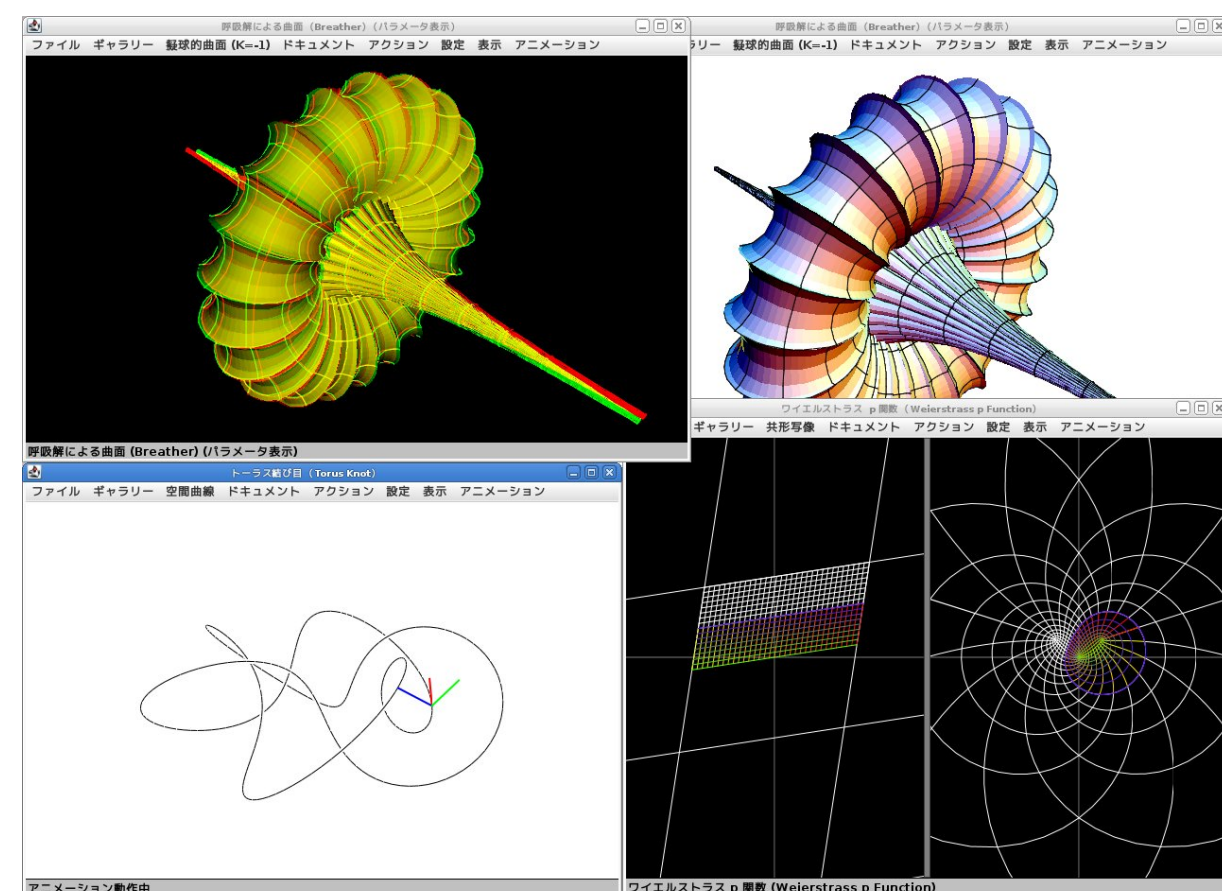 呼吸解による曲面 (Breather) (パラメータ表示)
ファイル ギャラリー 擬球的曲面 (K=-1) ドキュメント アクション 設定 表示 アニメーション
呼吸解による曲面 (Breather) (パラメータ表示)
ラリー 擬球的曲面 (K=-1) ドキュメント アクション 設定 表示 アニメーション
呼吸解による曲面 (Breather) (パラメータ表示)
ワイエルストラス p 関数 (Weierstrass p Function)
ギャラリー 共形写像 ドキュメント アクション 設定 表示 アニメーション
トーラス結び目 (Torus Knot)
ファイル ギャラリー 空間曲線 ドキュメント アクション 設定 表示 アニメーション
アニメーション動作中
ワイエルストラス p 関数 (Weierstrass p Function)